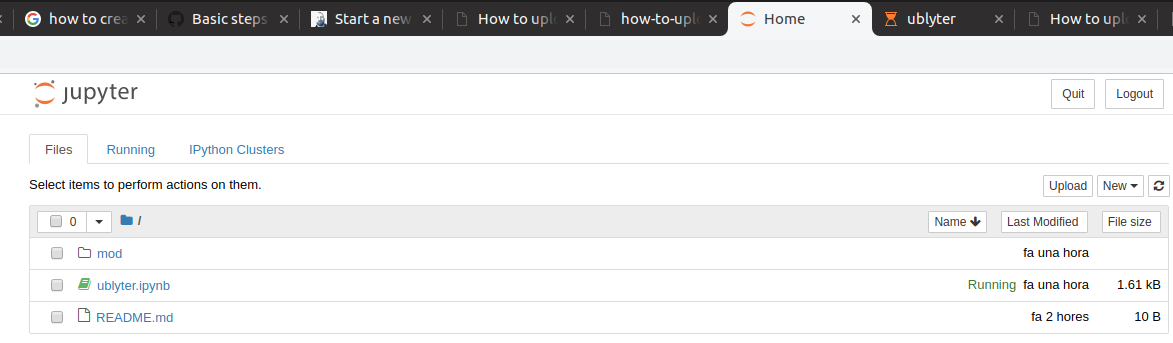 how to crea Basic steps Start a new How to uplo how-to-uplo Home ublyter How to uplo
jupyter Quit Logout
Files Running IPython Clusters
Select items to perform actions on them. Upload New
0 / Name Last Modified File size
mod fa una hora
ublyter.ipynb Running fa una hora 1.61 kB
README.md fa 2 hores 10 B